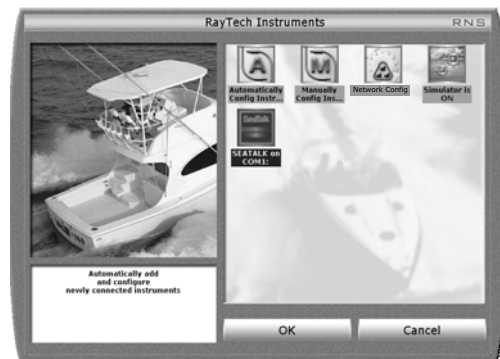 RayTech Instruments
RNS
Automatically
Config Instr...
Manually
Config Ins...
Network Config
Simulator is
ON
SeaTalk
SEATALK on
COM1:
Automatically add
and configure
newly connected instruments
OK
Cancel